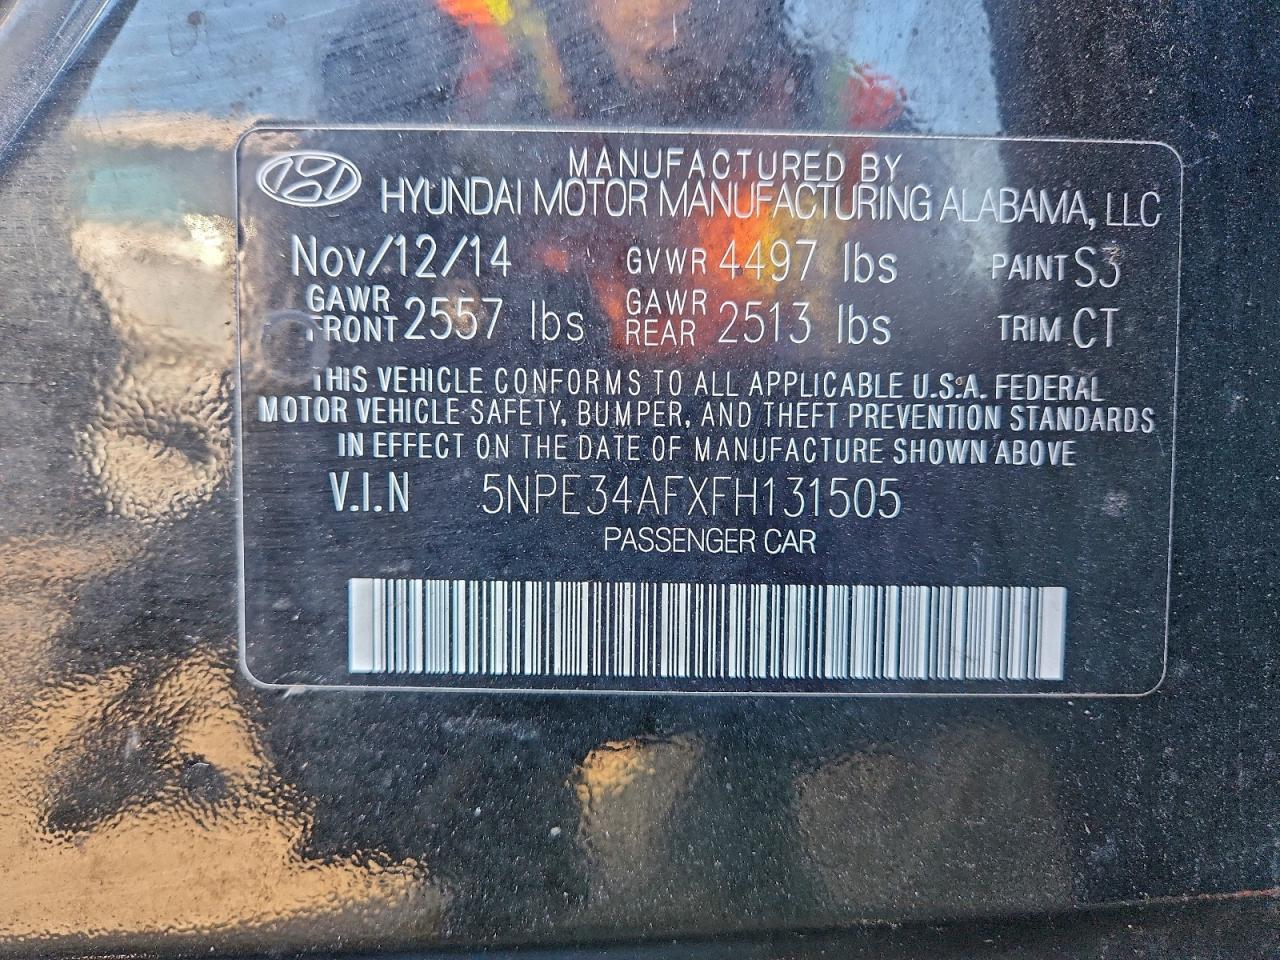 MANUFACTURED BY
HYUNDAI MOTOR MANUFACTURING ALABAMA, LLC
Nov/12/14 GVWR 4497 lbs PAINT S3
GAWR FRONT 2557 lbs GAWR REAR 2513 lbs TRIM CT
THIS VEHICLE CONFORMS TO ALL APPLICABLE U.S.A. FEDERAL
MOTOR VEHICLE SAFETY, BUMPER, AND THEFT PREVENTION STANDARDS
IN EFFECT ON THE DATE OF MANUFACTURE SHOWN ABOVE
V.I.N 5NPE34AFXFH131505
PASSENGER CAR